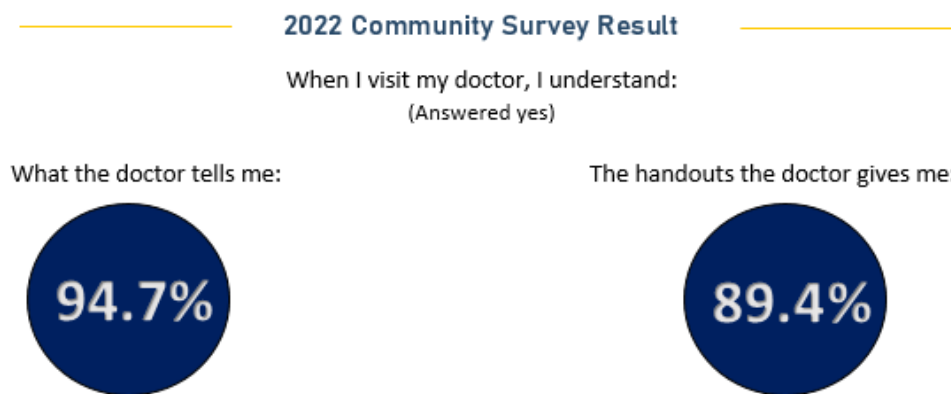 2022 Community Survey Result
When I visit my doctor, I understand:
(Answered yes)
What the doctor tells me:
The handouts the doctor gives me:
94.7%
89.4%